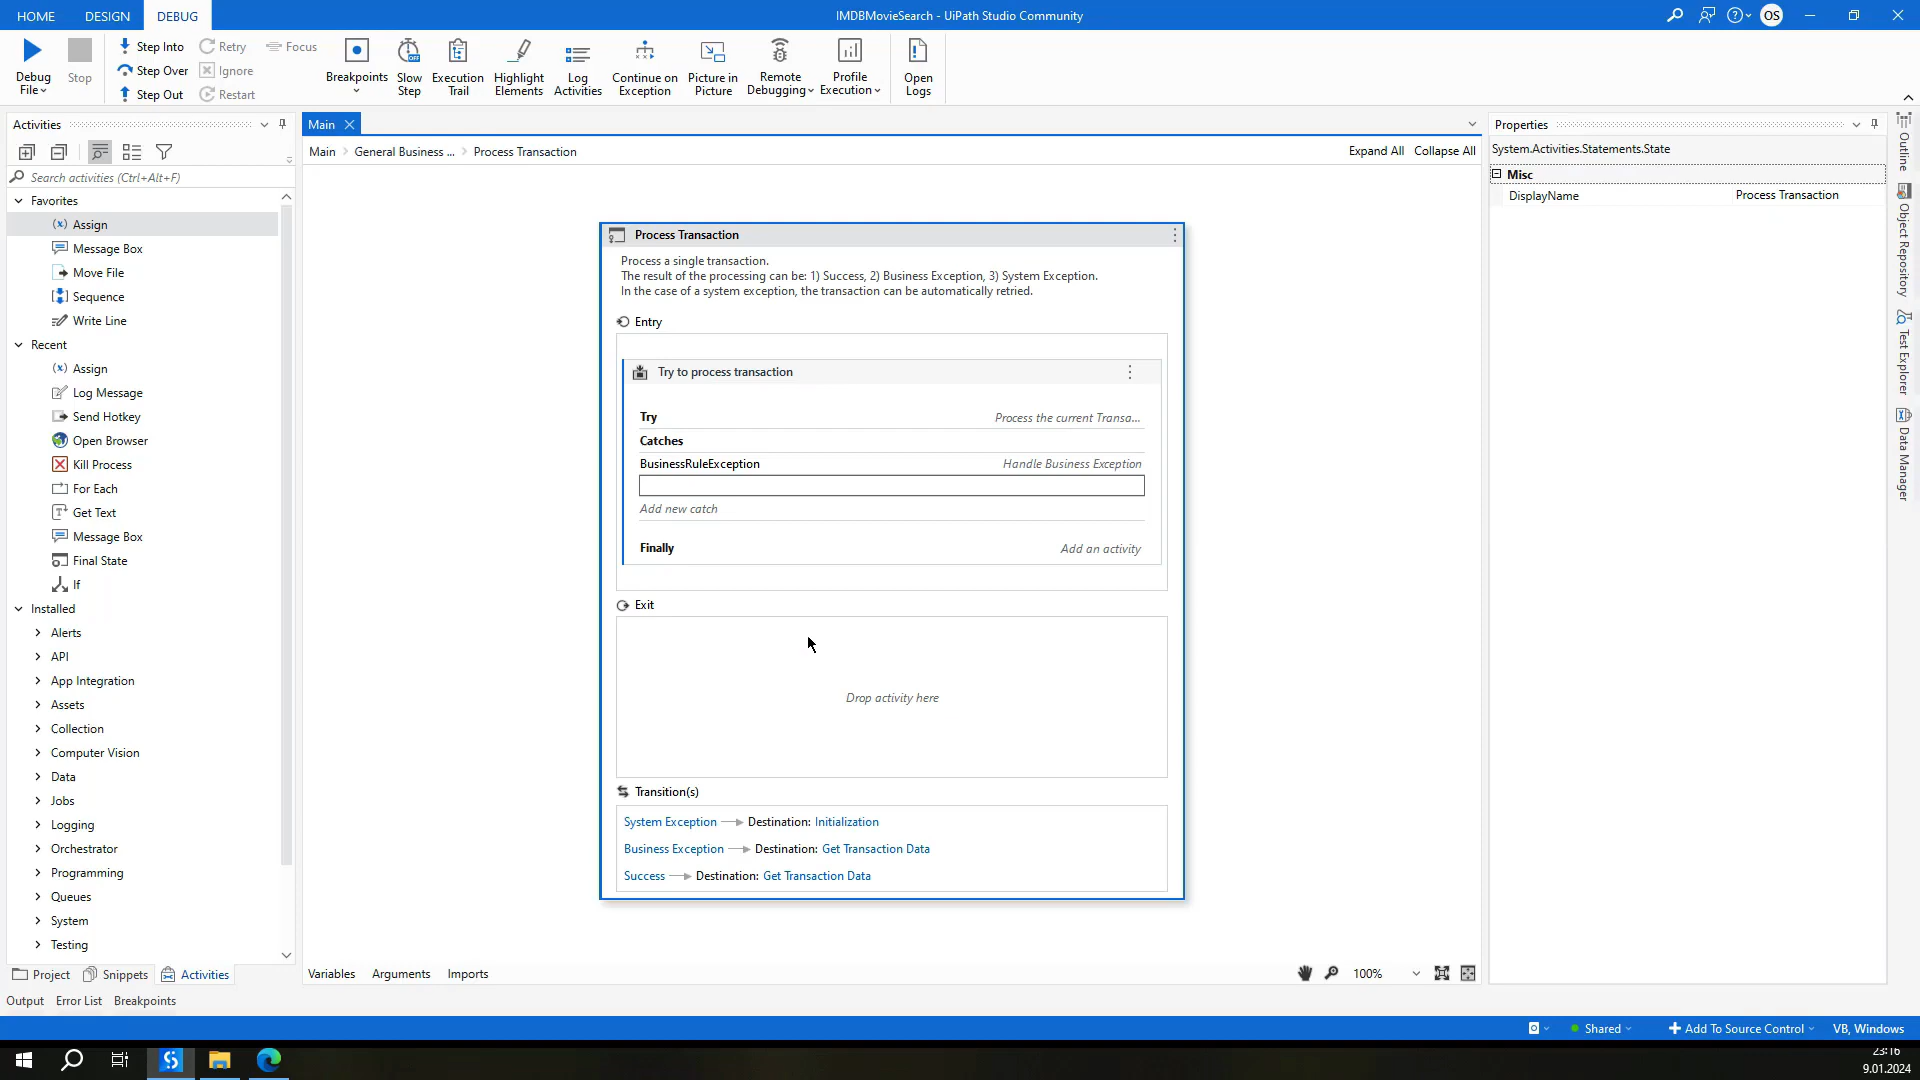 HOME DESIGN DEBUG
IMDBMovieSearch - UiPath Studio Community
OS
Debug File
Stop
Step Into
Step Over
Step Out
Retry
Ignore
Restart
Focus
Breakpoints
Slow Step
Execution Trail
Highlight Elements
Log Activities
Continue on Exception
Picture in Picture
Remote Debugging
Profile Execution
Open Logs
Activities
Search activities (Ctrl+Alt+F)
Favorites
Assign
Message Box
Move File
Sequence
Write Line
Recent
Assign
Log Message
Send Hotkey
Open Browser
Kill Process
For Each
Get Text
Message Box
Final State
If
Installed
Alerts
API
App Integration
Assets
Collection
Computer Vision
Data
Jobs
Logging
Orchestrator
Programming
Queues
System
Testing
Project Snippets Activities
Output Error List Breakpoints
Main
Main General Business ... Process Transaction
Expand All Collapse All
Process Transaction
Process a single transaction.
The result of the processing can be: 1) Success, 2) Business Exception, 3) System Exception.
In the case of a system exception, the transaction can be automatically retried.
Entry
Try to process transaction
Try Process the current Transa...
Catches
BusinessRuleException Handle Business Exception
Add new catch
Finally Add an activity
Exit
Drop activity here
Transition(s)
System Exception Destination: Initialization
Business Exception Destination: Get Transaction Data
Success Destination: Get Transaction Data
Variables Arguments Imports
100%
Properties
System.Activities.Statements.State
Misc
DisplayName Process Transaction
Outline
Object Repository
Test Explorer
Data Manager
Shared
Add To Source Control
VB, Windows
23:16
9.01.2024